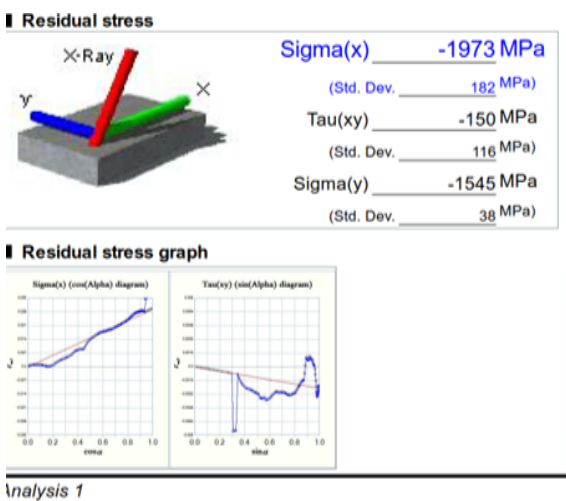 Residual stress
X-Ray
X
y
Sigma(x) -1973 MPa
(Std. Dev. 182 MPa)
Tau(xy) -150 MPa
(Std. Dev. 116 MPa)
Sigma(y) -1545 MPa
(Std. Dev. 38 MPa)
Residual stress graph
Sigma(x) (cos(Alpha) diagram)
0.0 0.2 0.4 0.6 0.8 1.0
cosα
Tau(xy) (sin(Alpha) diagram)
0.0 0.2 0.4 0.6 0.8 1.0
sinα
Analysis 1